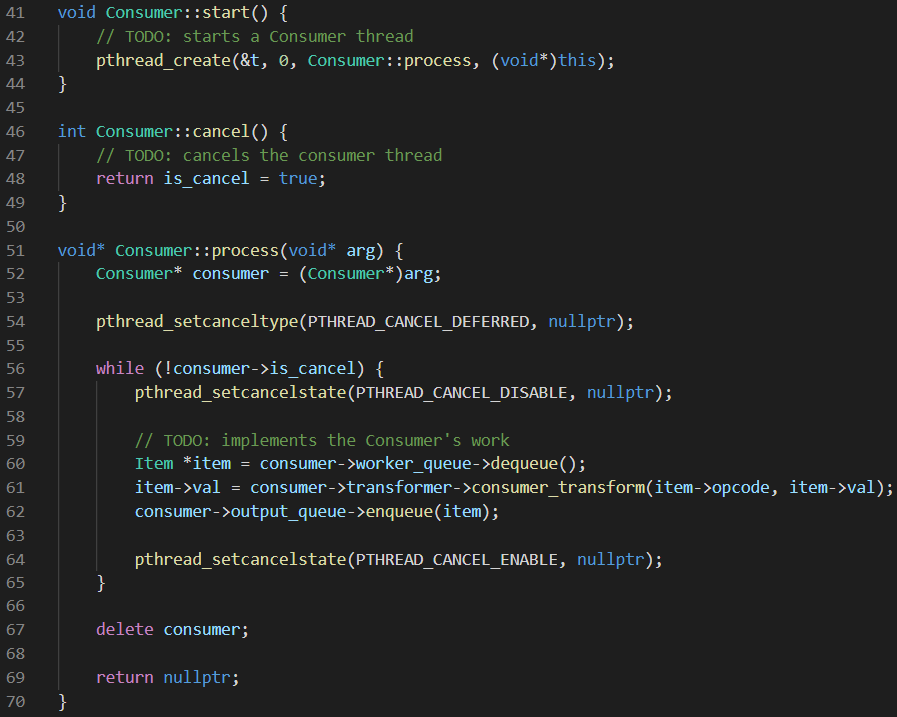 41 void Consumer::start() {
42     // TODO: starts a Consumer thread
43     pthread_create(&t, 0, Consumer::process, (void*)this);
44 }
45
46 int Consumer::cancel() {
47     // TODO: cancels the consumer thread
48     return is_cancel = true;
49 }
50
51 void* Consumer::process(void* arg) {
52     Consumer* consumer = (Consumer*)arg;
53
54     pthread_setcanceltype(PTHREAD_CANCEL_DEFERRED, nullptr);
55
56     while (!consumer->is_cancel) {
57         pthread_setcancelstate(PTHREAD_CANCEL_DISABLE, nullptr);
58
59         // TODO: implements the Consumer's work
60         Item *item = consumer->worker_queue->dequeue();
61         item->val = consumer->transformer->consumer_transform(item->opcode, item->val);
62         consumer->output_queue->enqueue(item);
63
64         pthread_setcancelstate(PTHREAD_CANCEL_ENABLE, nullptr);
65     }
66
67     delete consumer;
68
69     return nullptr;
70 }